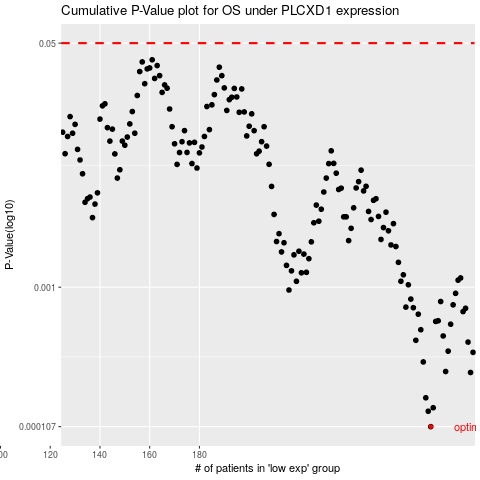 Cumulative P-Value plot for OS under PLCXD1 expression
P-Value(log10)
0.05
0.001
0.000107
optin
00 120 140 160 180
# of patients in 'low exp' group